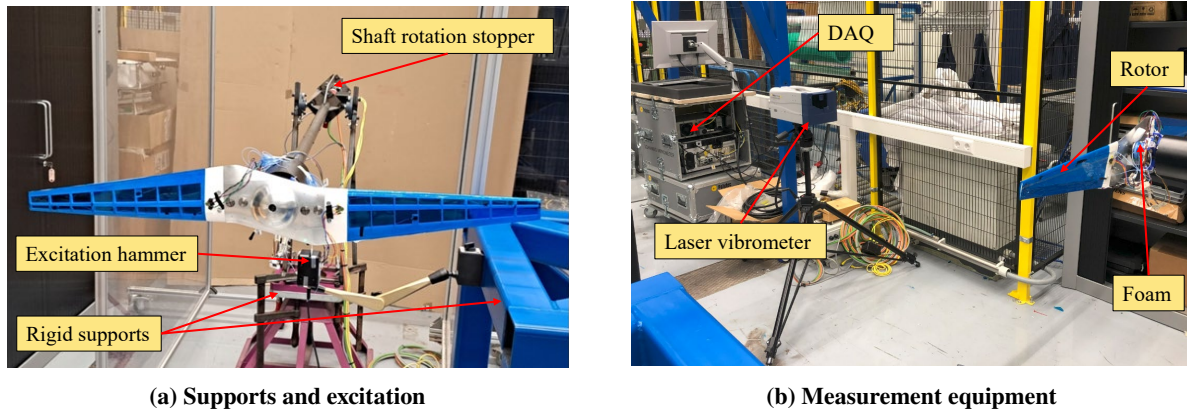 Shaft rotation stopper
Excitation hammer
Rigid supports
(a) Supports and excitation
DAQ
Rotor
Laser vibrometer
Foam
(b) Measurement equipment